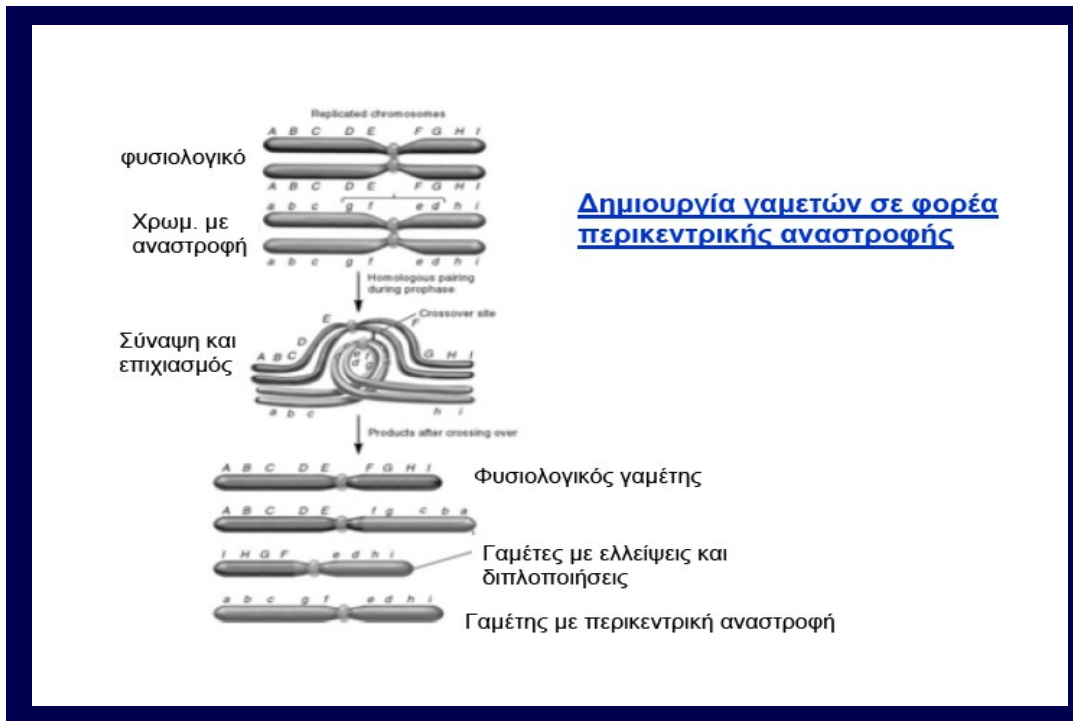 Replicated chromosomes
A B C D E F G H I
φυσιολογικό
A B C D E F G H I
a b c g f e d h i
Χρωμ. με
αναστροφή
a b c g f e d h i
Δημιουργία γαμετών σε φορέα
περικεντρικής αναστροφής
Homologous pairing
during prophase
Crossover site
E F
D
Σύναψη και
επιχιασμός
A B C G H I
e f
d g
a b c h i
Products after crossing over
A B C D E F G H I
Φυσιολογικός γαμέτης
A B C D E f g c b a
Γαμέτες με ελλείψεις και
διπλοποιήσεις
I H G F e d h i
a b c g f e d h i
Γαμέτης με περικεντρική αναστροφή